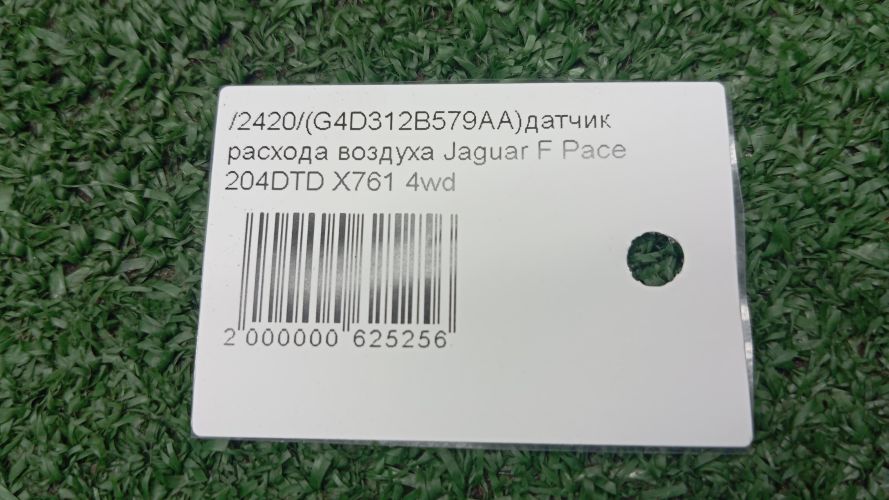 /2420/(G4D312B579AA)датчик
расхода воздуха Jaguar F Pace
204DTD X761 4wd
2 000000 625256